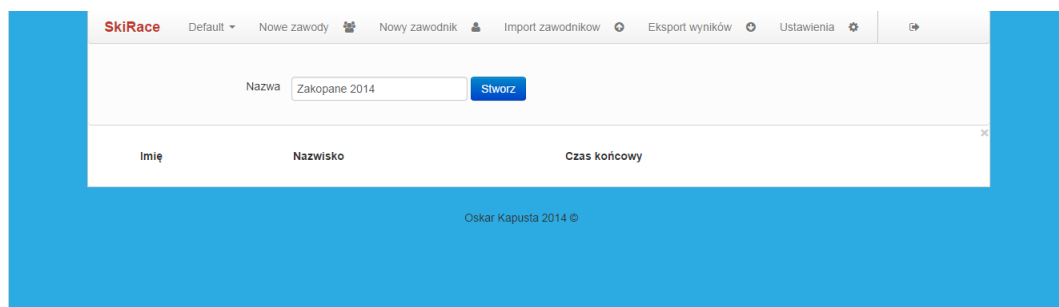 SkiRace Default Nowe zawody Nowy zawodnik Import zawodnikow Eksport wyników Ustawienia
Nazwa Zakopane 2014 Stworz
×
Imię Nazwisko Czas końcowy
Oskar Kapusta 2014 ©